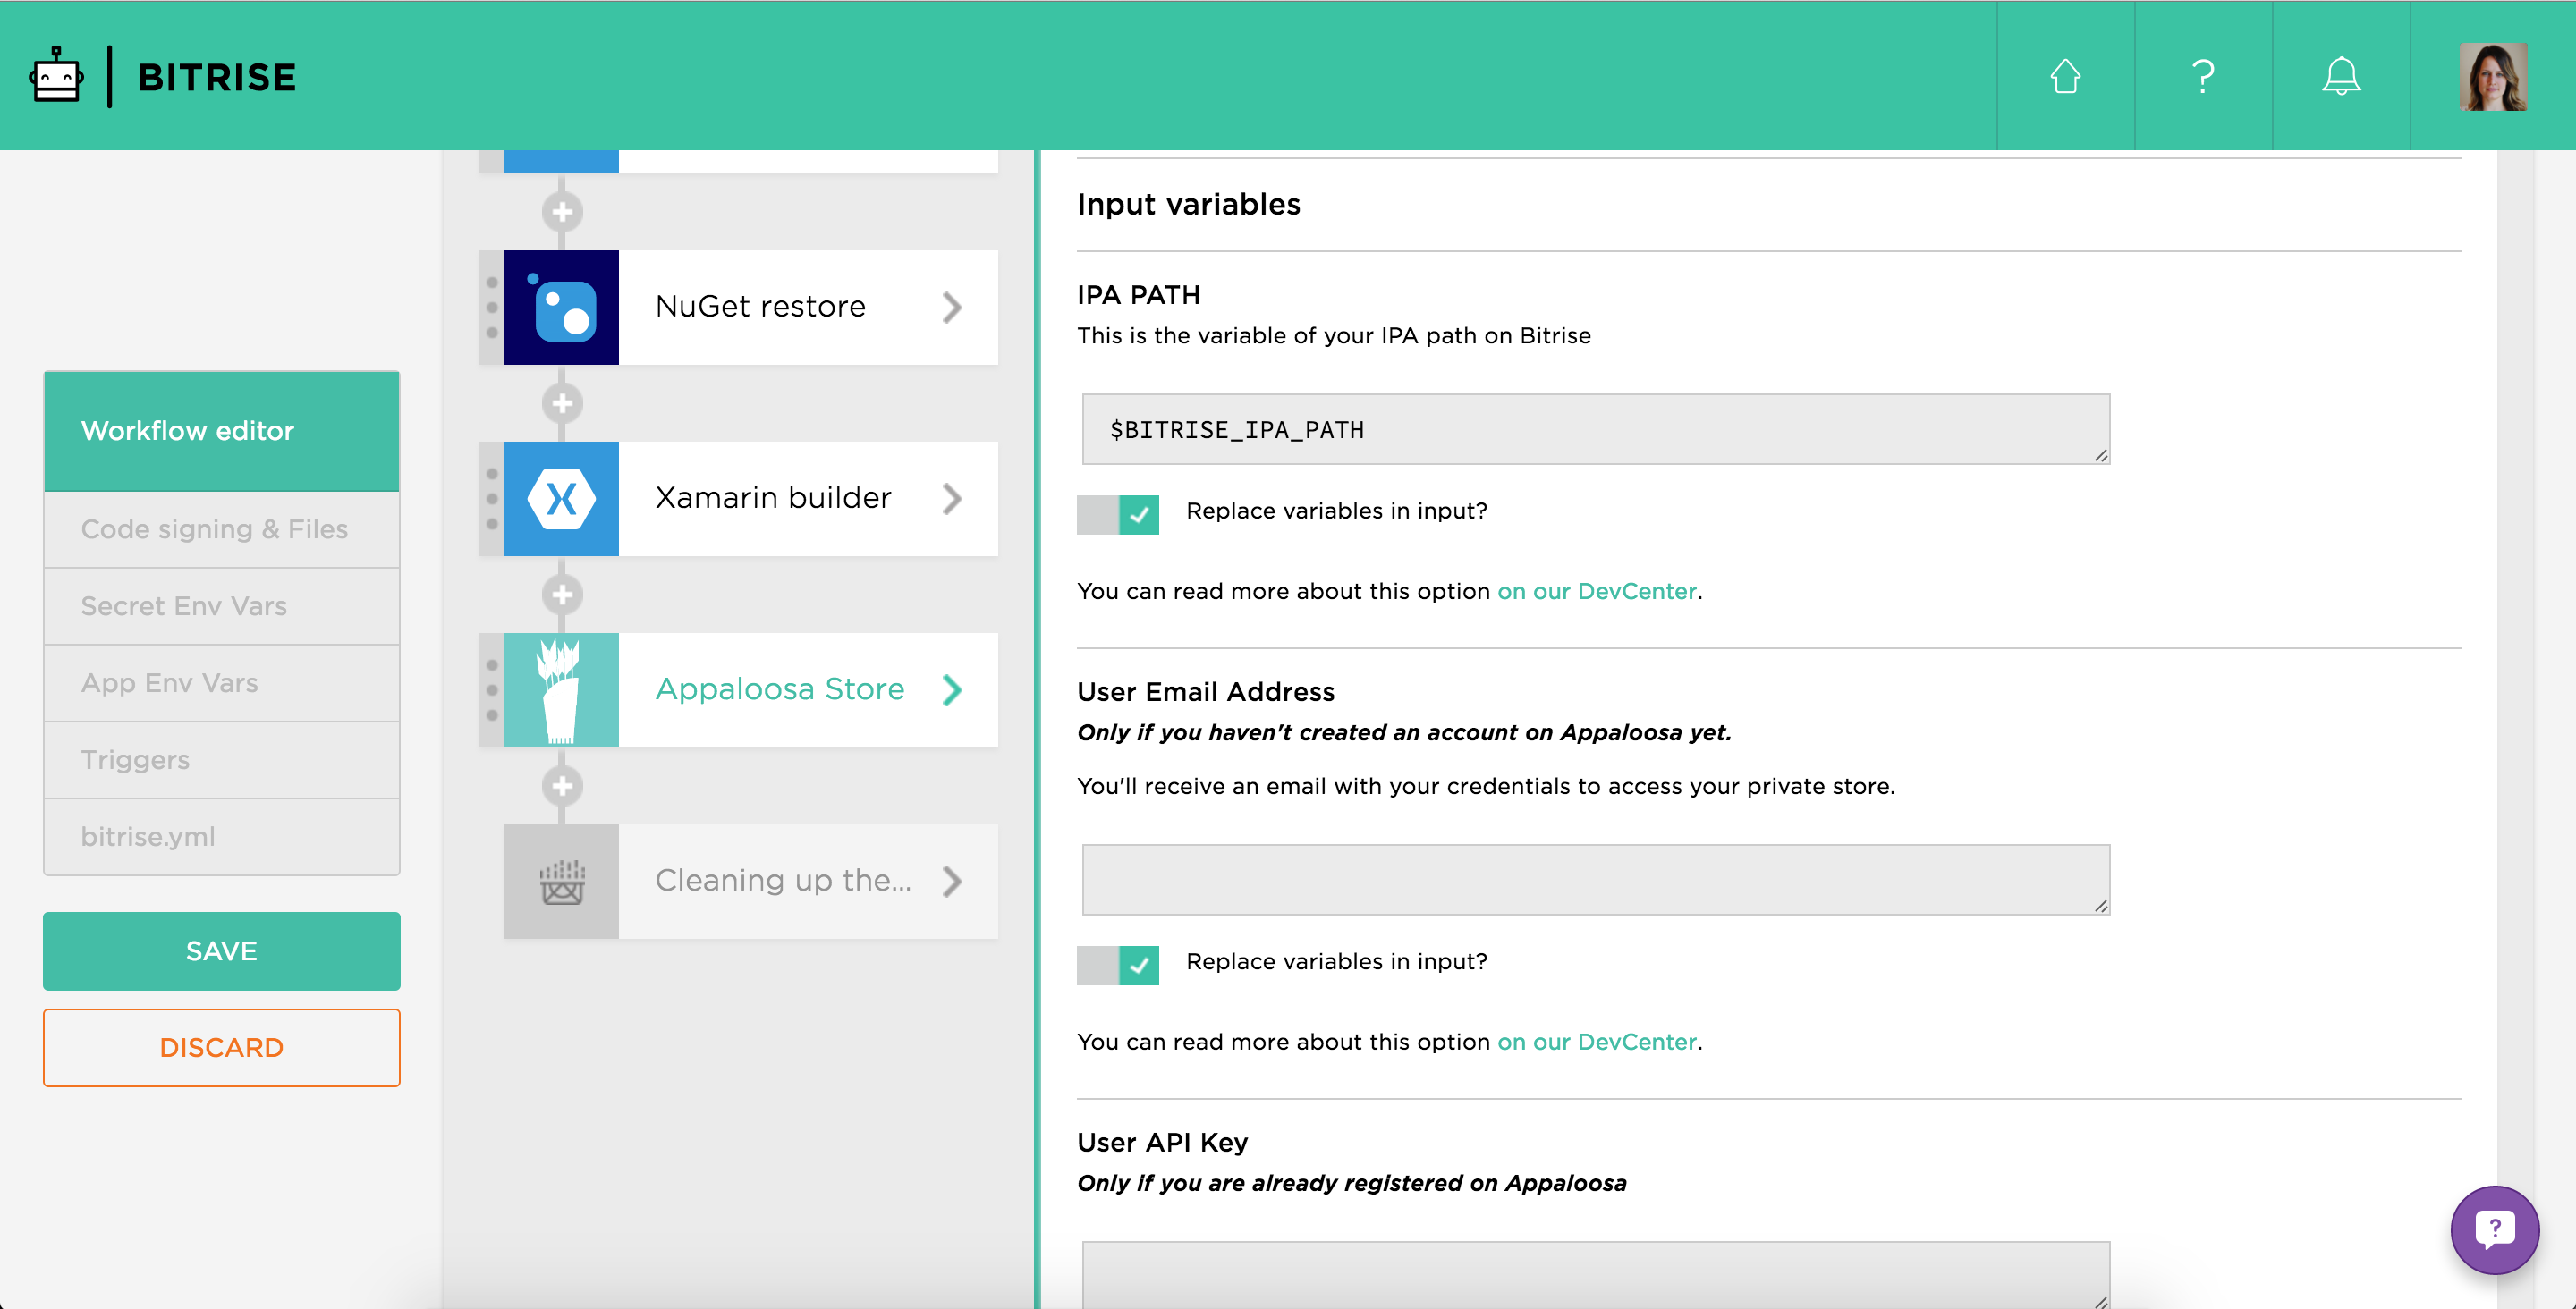 BITRISE
Workflow editor
Code signing & Files
Secret Env Vars
App Env Vars
Triggers
bitrise.yml
SAVE
DISCARD
NuGet restore
Xamarin builder
Appaloosa Store
Cleaning up the...
Input variables
IPA PATH
This is the variable of your IPA path on Bitrise
$BITRISE_IPA_PATH
Replace variables in input?
You can read more about this option on our DevCenter.
User Email Address
Only if you haven't created an account on Appaloosa yet.
You'll receive an email with your credentials to access your private store.
Replace variables in input?
You can read more about this option on our DevCenter.
User API Key
Only if you are already registered on Appaloosa